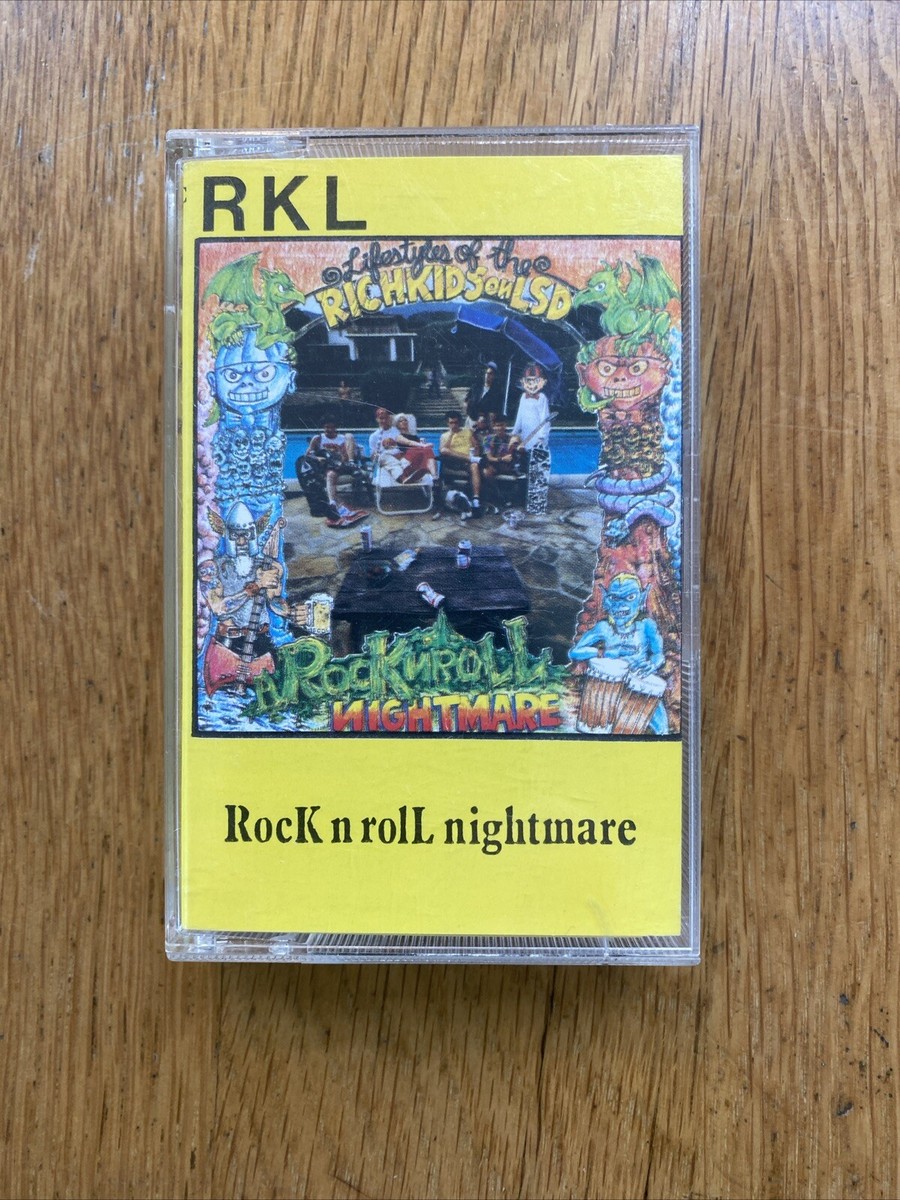 RKL
Lifestyles of the
RICHKIDS on LSD
A ROCK N ROLL
NIGHTMARE
RocK n rolL nightmare